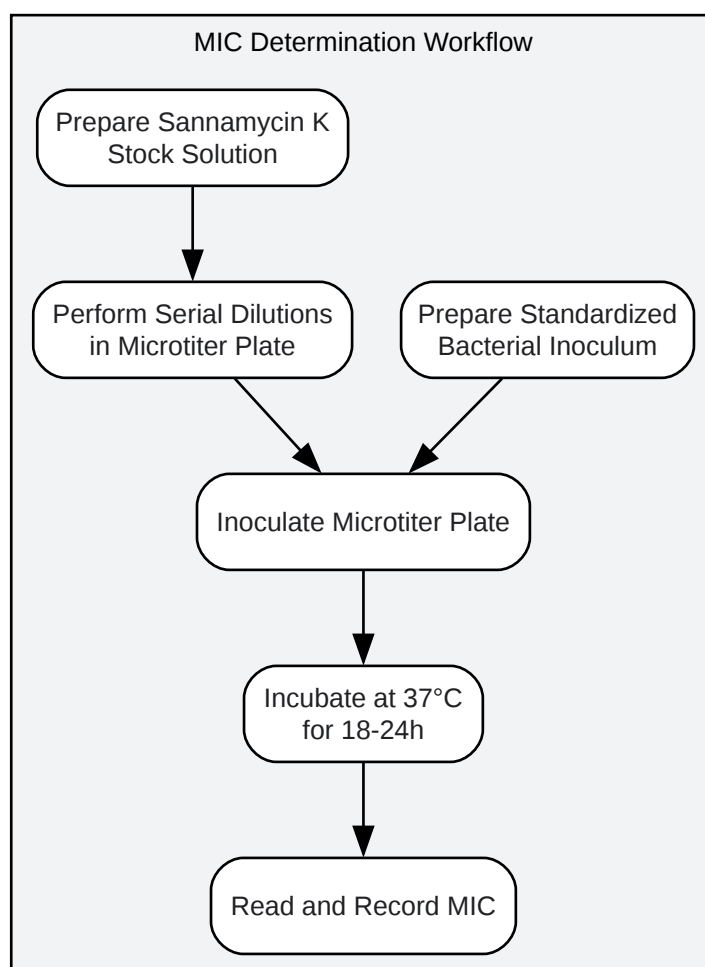 MIC Determination Workflow
Prepare Sannamycin K
Stock Solution
Perform Serial Dilutions
in Microtiter Plate
Prepare Standardized
Bacterial Inoculum
Inoculate Microtiter Plate
Incubate at 37°C
for 18-24h
Read and Record MIC